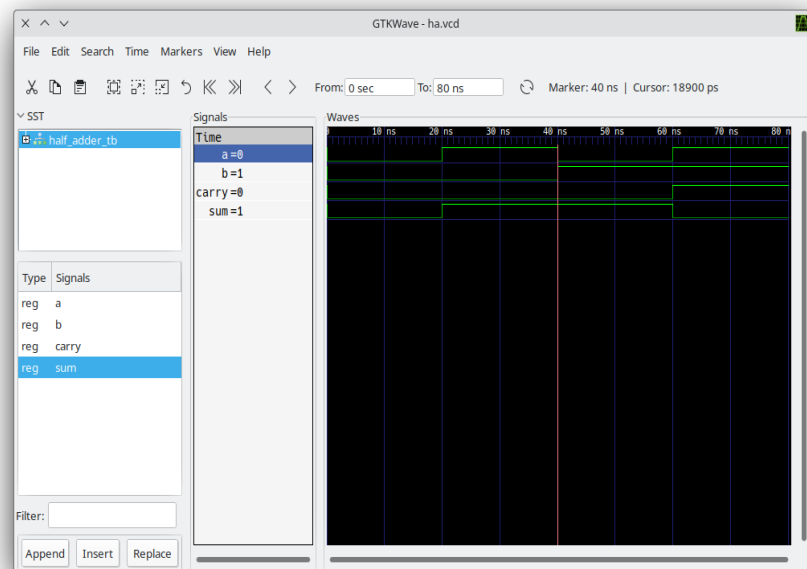 GTKWave - ha.vcd
File Edit Search Time Markers View Help
From: 0 sec To: 80 ns Marker: 40 ns | Cursor: 18900 ps
SST
half_adder_tb
Type Signals
reg a
reg b
reg carry
reg sum
Filter:
Append Insert Replace
Signals
Time
a=0
b=1
carry=0
sum=1
Waves
10 ns 20 ns 30 ns 40 ns 50 ns 60 ns 70 ns 80 n